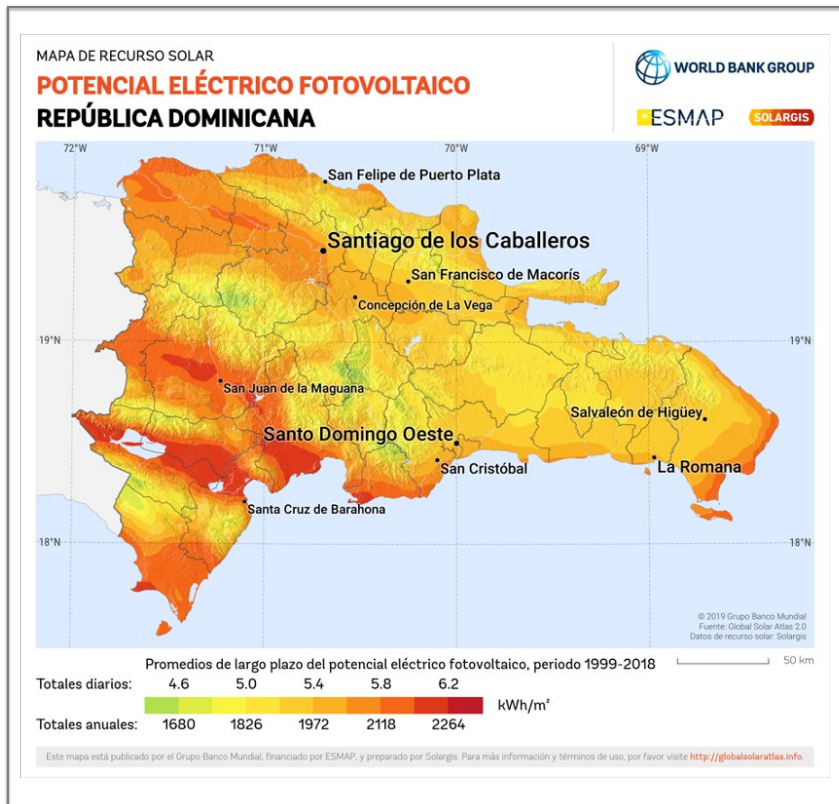 MAPA DE RECURSO SOLAR
POTENCIAL ELÉCTRICO FOTOVOLTAICO
REPÚBLICA DOMINICANA
WORLD BANK GROUP
ESMAP
SOLARGIS
72°W 71°W 70°W 69°W
San Felipe de Puerto Plata
Santiago de los Caballeros
San Francisco de Macorís
Concepción de La Vega
19°N 19°N
San Juan de la Maguana
Salvaleón de Higüey
Santo Domingo Oeste
San Cristóbal
La Romana
Santa Cruz de Barahona
18°N 18°N
72°W 71°W 70°W 69°W
© 2019 Grupo Banco Mundial
Fuente: Global Solar Atlas 2.0
Datos de recurso solar: Solargis
Promedios de largo plazo del potencial eléctrico fotovoltaico, periodo 1999-2018
50 km
Totales diarios: 4.6 5.0 5.4 5.8 6.2
kWh/m²
Totales anuales: 1680 1826 1972 2118 2264
Este mapa está publicado por el Grupo Banco Mundial, financiado por ESMAP, y preparado por Solargis. Para más información y términos de uso, por favor visite http://globalsolaratlas.info.